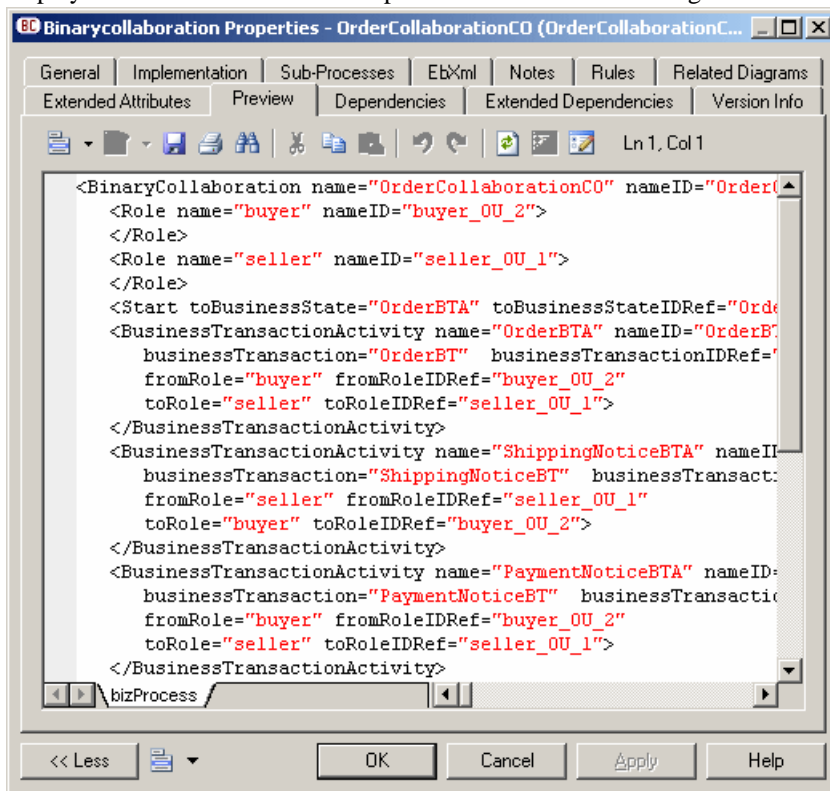 Binarycollaboration Properties - OrderCollaborationCO (OrderCollaborationC...
General Implementation Sub-Processes EbXml Notes Rules Related Diagrams
Extended Attributes Preview Dependencies Extended Dependencies Version Info
Ln 1, Col 1
<BinaryCollaboration name="OrderCollaborationCO" nameID="Order
<Role name="buyer" nameID="buyer_OU_2">
</Role>
<Role name="seller" nameID="seller_OU_1">
</Role>
<Start toBusinessState="OrderBTA" toBusinessStateIDRef="Orde
<BusinessTransactionActivity name="OrderBTA" nameID="OrderBT
businessTransaction="OrderBT" businessTransactionIDRef="
fromRole="buyer" fromRoleIDRef="buyer_OU_2"
toRole="seller" toRoleIDRef="seller_OU_1">
</BusinessTransactionActivity>
<BusinessTransactionActivity name="ShippingNoticeBTA" nameI
businessTransaction="ShippingNoticeBT" businessTransact
fromRole="seller" fromRoleIDRef="seller_OU_1"
toRole="buyer" toRoleIDRef="buyer_OU_2">
</BusinessTransactionActivity>
<BusinessTransactionActivity name="PaymentNoticeBTA" nameID
businessTransaction="PaymentNoticeBT" businessTransacti
fromRole="buyer" fromRoleIDRef="buyer_OU_2"
toRole="seller" toRoleIDRef="seller_OU_1">
</BusinessTransactionActivity>
bizProcess
<< Less OK Cancel Apply Help